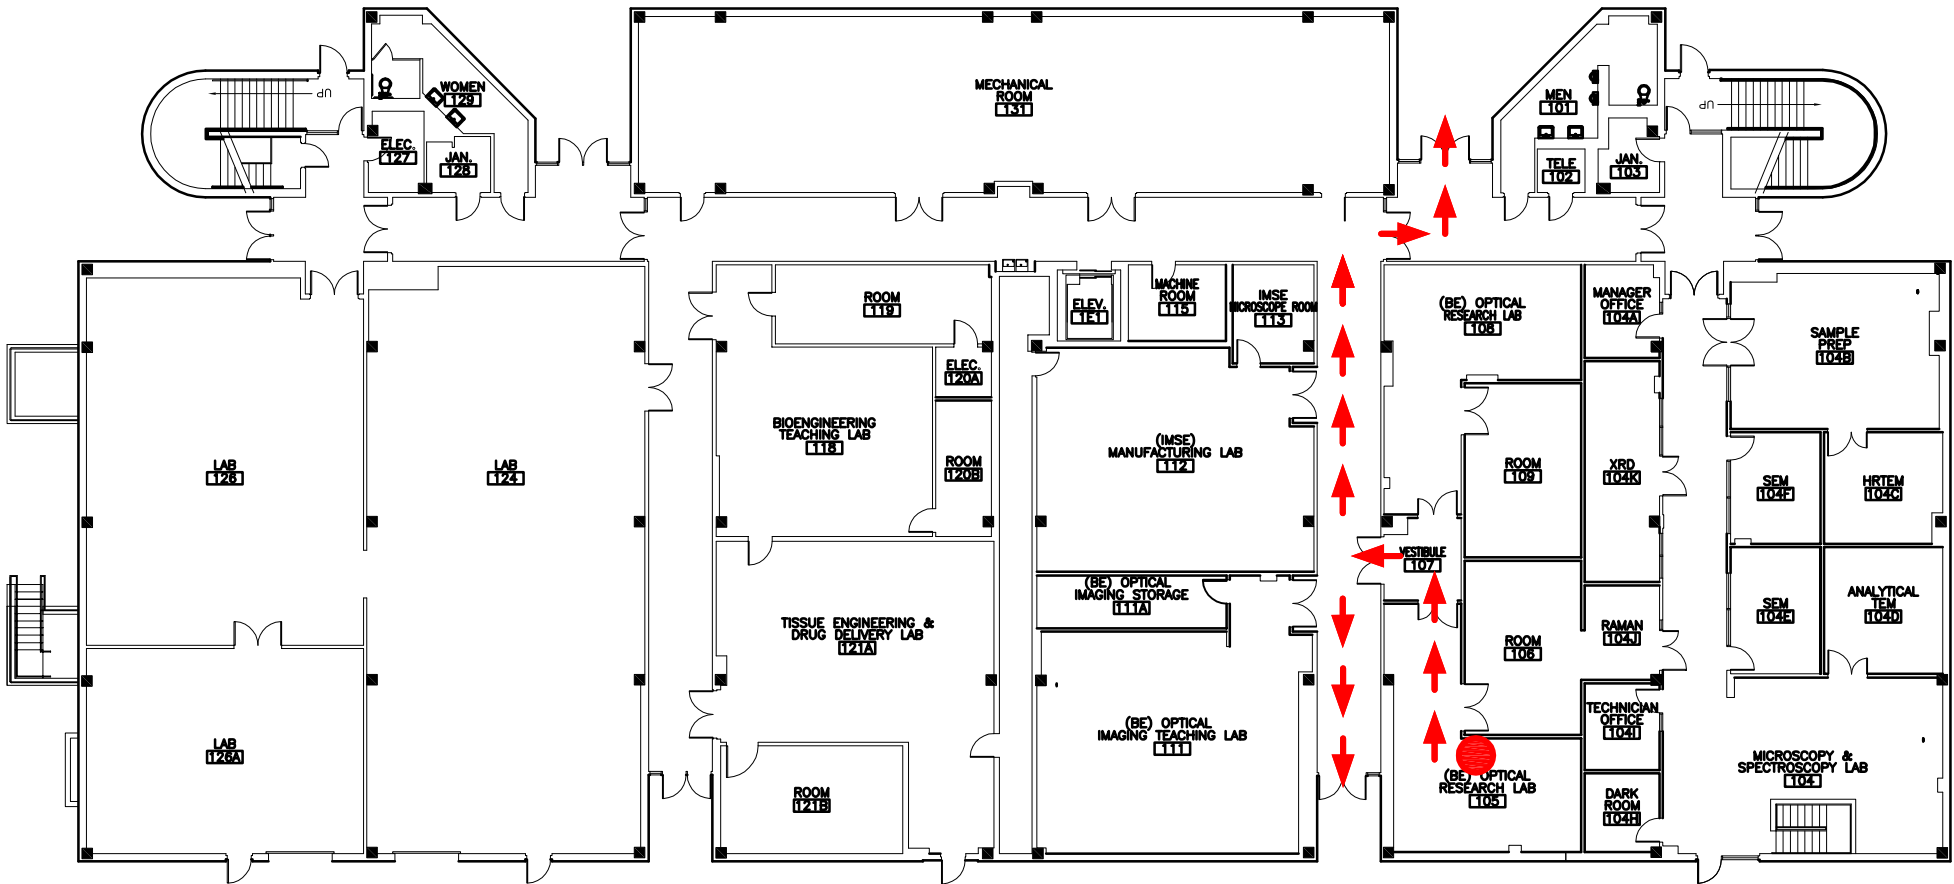 MECHANICAL
ROOM
131
WOMEN
129
UP
ELEC.
127
JAN.
128
MEN
101
UP
TELE
102
JAN.
103
ROOM
119
ELEV.
1E1
MACHINE
ROOM
115
IMSE
MICROSCOPE ROOM
113
(BE) OPTICAL
RESEARCH LAB
108
MANAGER
OFFICE
104A
SAMPLE
PREP
104B
ELEC.
120A
BIOENGINEERING
TEACHING LAB
118
ROOM
120B
(IMSE)
MANUFACTURING LAB
112
LAB
126
LAB
124
ROOM
109
XRD
104K
SEM
104F
HRTEM
104C
VESTIBULE
107
(BE) OPTICAL
IMAGING STORAGE
111A
TISSUE ENGINEERING &
DRUG DELIVERY LAB
121A
ROOM
106
RAMAN
104J
SEM
104E
ANALYTICAL
TEM
104D
LAB
126A
(BE) OPTICAL
IMAGING TEACHING LAB
111
TECHNICIAN
OFFICE
104I
MICROSCOPY &
SPECTROSCOPY LAB
104
ROOM
121B
(BE) OPTICAL
RESEARCH LAB
105
DARK
ROOM
104H